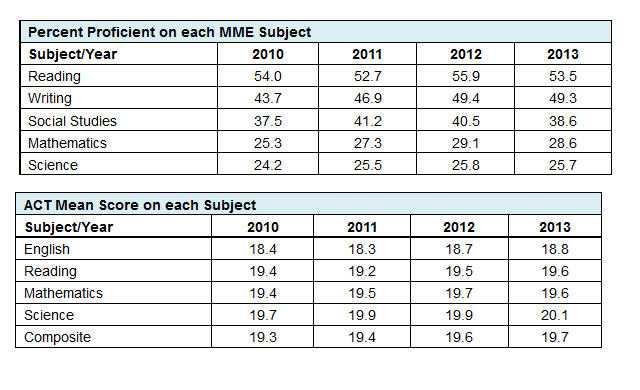 Percent Proficient on each MME Subject
Subject/Year 2010 2011 2012 2013
Reading 54.0 52.7 55.9 53.5
Writing 43.7 46.9 49.4 49.3
Social Studies 37.5 41.2 40.5 38.6
Mathematics 25.3 27.3 29.1 28.6
Science 24.2 25.5 25.8 25.7
ACT Mean Score on each Subject
Subject/Year 2010 2011 2012 2013
English 18.4 18.3 18.7 18.8
Reading 19.4 19.2 19.5 19.6
Mathematics 19.4 19.5 19.7 19.6
Science 19.7 19.9 19.9 20.1
Composite 19.3 19.4 19.6 19.7